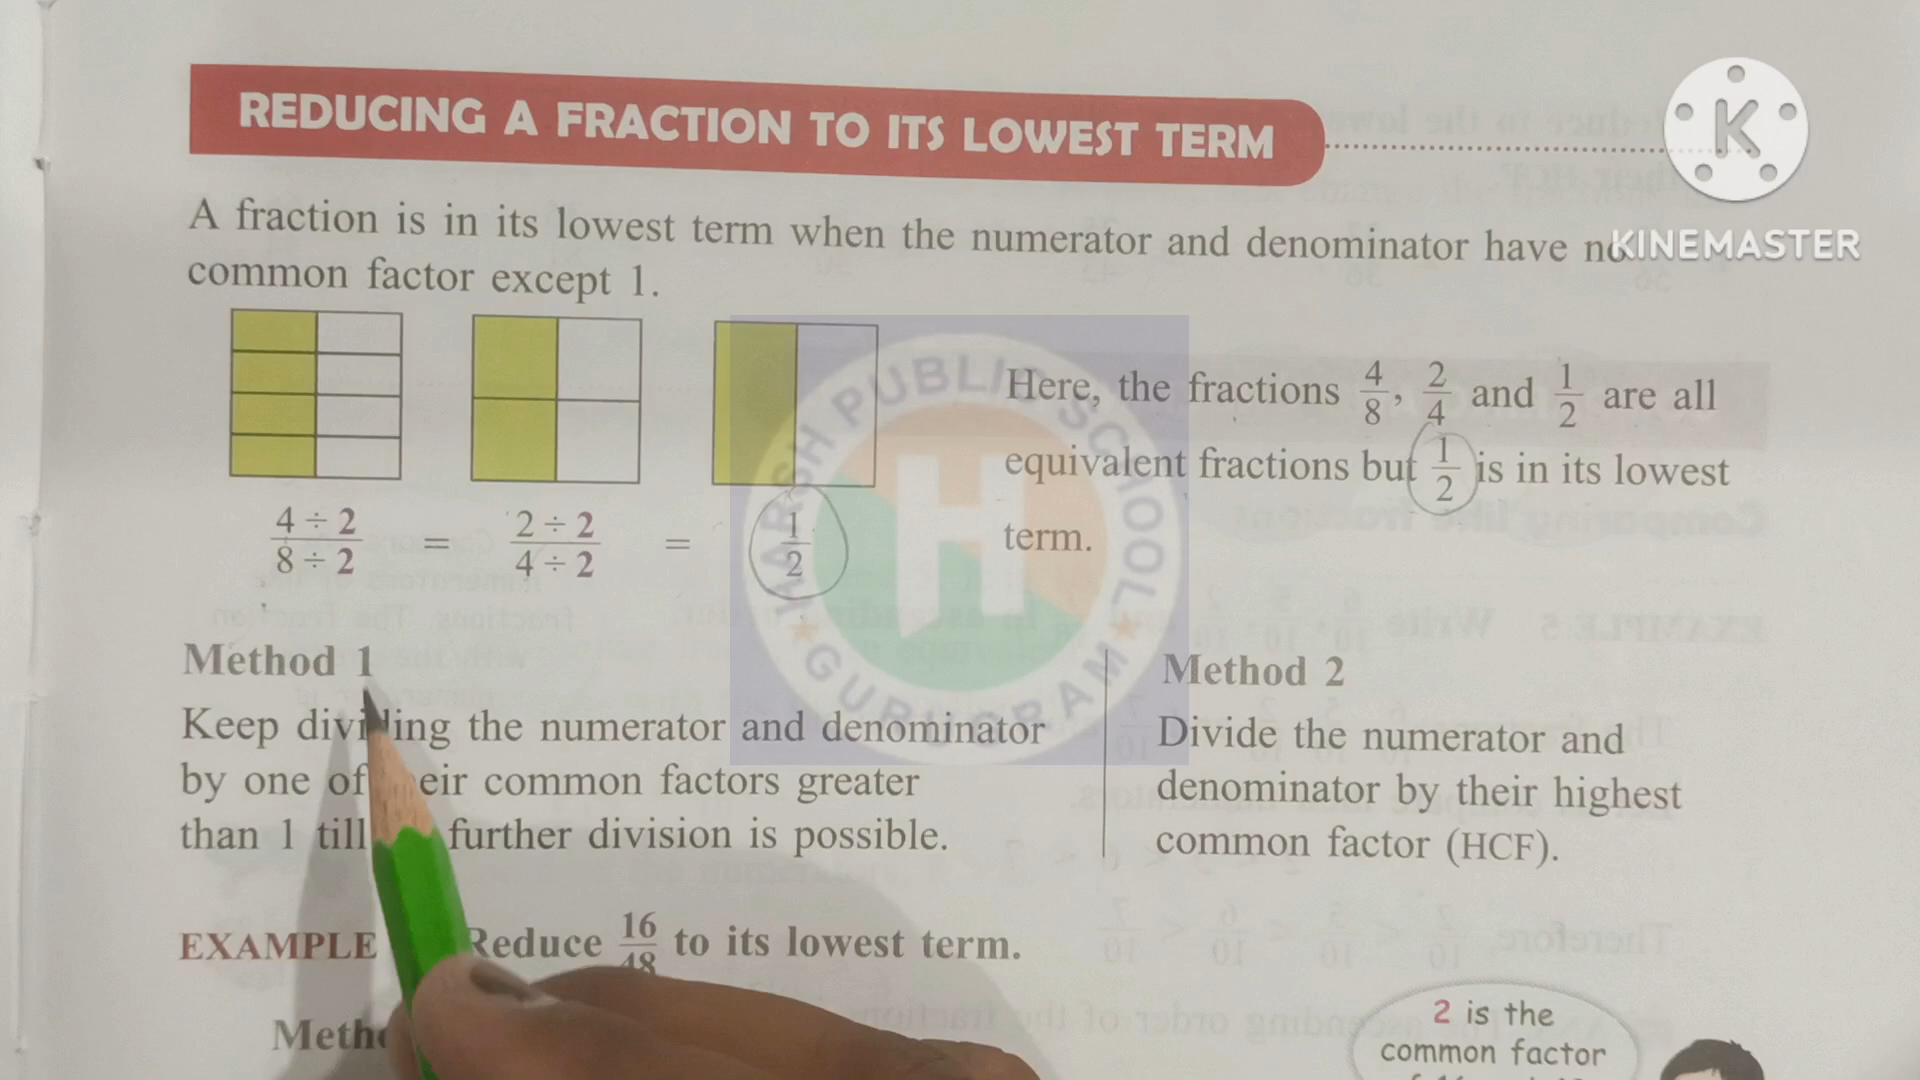 REDUCING A FRACTION TO ITS LOWEST TERM
K
KINEMASTER
A fraction is in its lowest term when the numerator and denominator have no
common factor except 1.
Here, the fractions 4/8, 2/4 and 1/2 are all
equivalent fractions but 1/2 is in its lowest
term.
4 ÷ 2 / 8 ÷ 2 = 2 ÷ 2 / 4 ÷ 2 = 1/2
HARSH PUBLIC SCHOOL
H
GURUGRAM
Method 1
Keep dividing the numerator and denominator
by one of their common factors greater
than 1 till further division is possible.
Method 2
Divide the numerator and
denominator by their highest
common factor (HCF).
EXAMPLE Reduce 16/48 to its lowest term.
2 is the
common factor